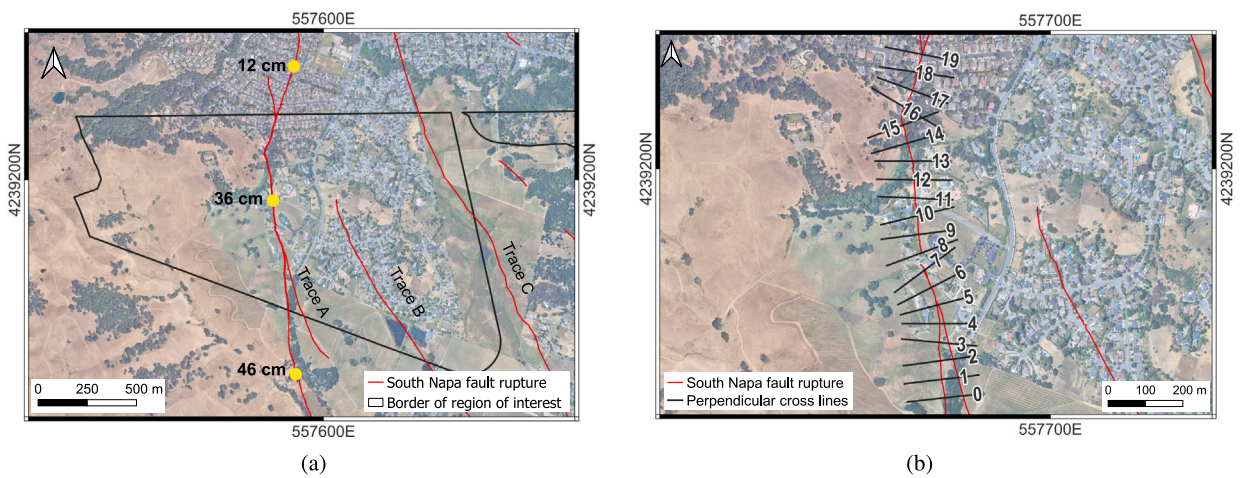 557600E
12 cm
36 cm
46 cm
4239200N
4239200N
Trace A
Trace B
Trace C
0 250 500 m
South Napa fault rupture
Border of region of interest
557600E
(a)
557700E
19
18
17
16
15
14
13
12
11
10
9
8
7
6
5
4
3
2
1
0
4239200N
4239200N
South Napa fault rupture
Perpendicular cross lines
0 100 200 m
557700E
(b)